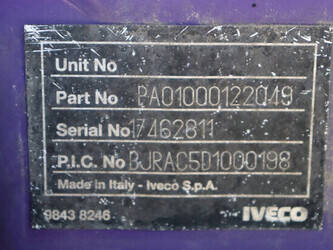 Unit No
Part No PA01000122049
Serial No 17462811
P.I.C. No BJRAC5D1000198
Made in Italy - Iveco S.p.A.
9843 8246 IVECO